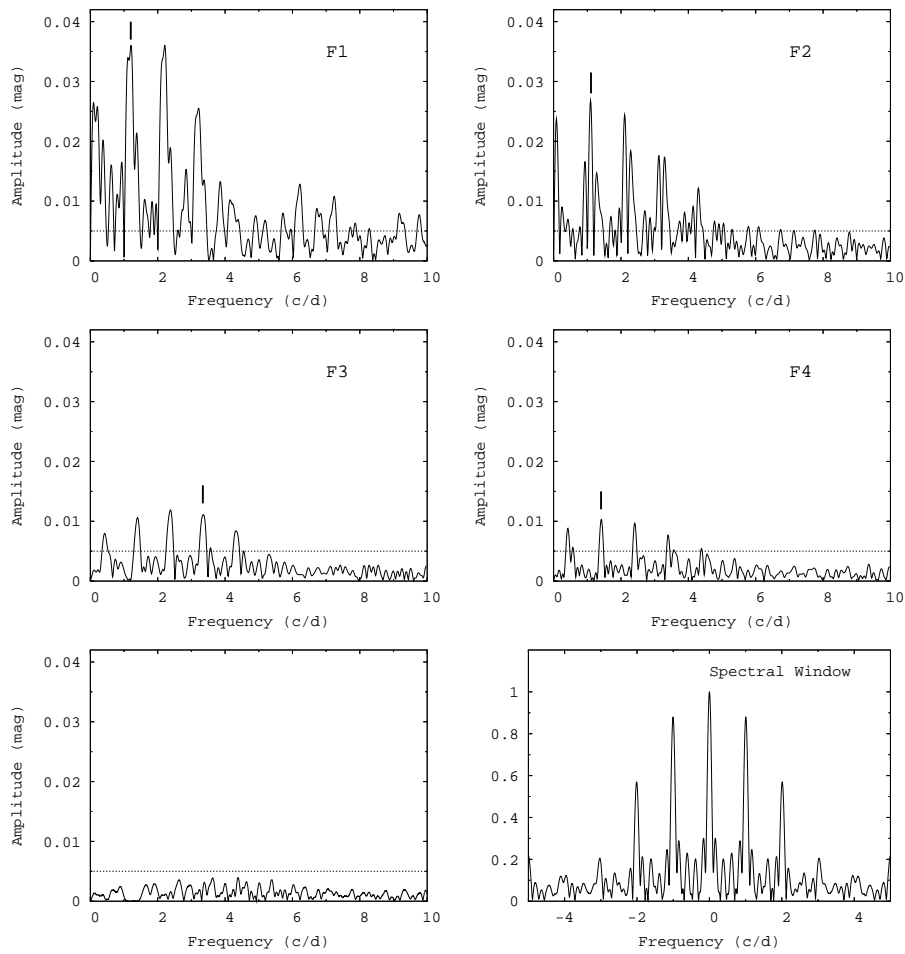 F1
0.04
0.03
0.02
0.01
0
Amplitude (mag)
0 2 4 6 8 10
Frequency (c/d)
F2
0.04
0.03
0.02
0.01
0
Amplitude (mag)
0 2 4 6 8 10
Frequency (c/d)
F3
0.04
0.03
0.02
0.01
0
Amplitude (mag)
0 2 4 6 8 10
Frequency (c/d)
F4
0.04
0.03
0.02
0.01
0
Amplitude (mag)
0 2 4 6 8 10
Frequency (c/d)
0.04
0.03
0.02
0.01
0
Amplitude (mag)
0 2 4 6 8 10
Frequency (c/d)
Spectral Window
1
0.8
0.6
0.4
0.2
0
-4 -2 0 2 4
Frequency (c/d)